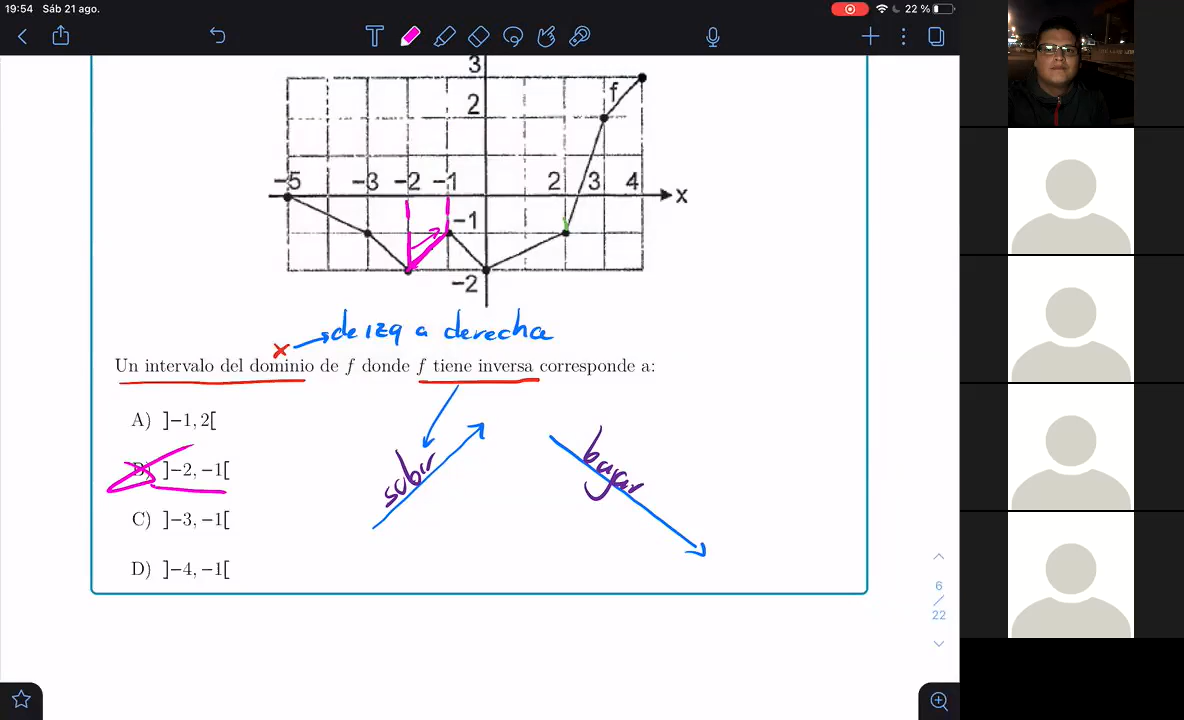 19:54 Sáb 21 ago.
22 %
3
f
2
−5 −3 −2 −1 2 3 4 x
−1
−2
de izq a derecha
x
Un intervalo del dominio de f donde f tiene inversa corresponde a:
A) ]−1, 2[
B) ]−2, −1[
C) ]−3, −1[
D) ]−4, −1[
subir
bajar
6
/
22